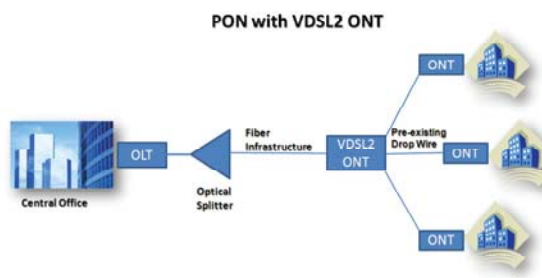 PON with VDSL2 ONT
ONT
Fiber
Infrastructure
Pre-existing
Drop Wire
OLT
VDSL2
ONT
ONT
Central Office
Optical
Splitter
ONT